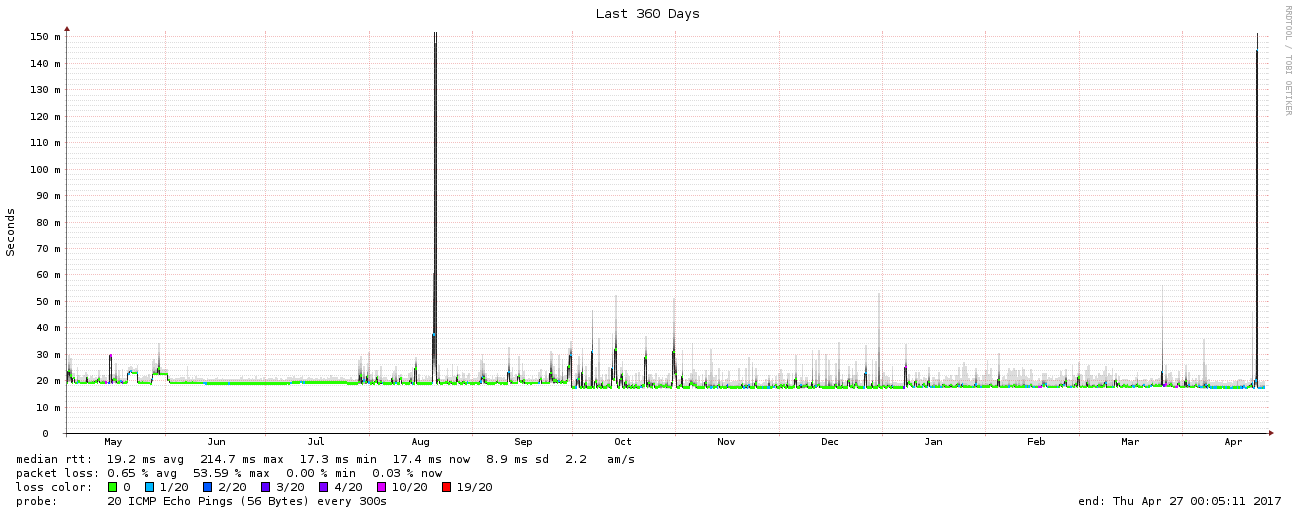 Last 360 Days
RRDTOOL / TOBI OETIKER
Seconds
150 m
140 m
130 m
120 m
110 m
100 m
90 m
80 m
70 m
60 m
50 m
40 m
30 m
20 m
10 m
0
May Jun Jul Aug Sep Oct Nov Dec Jan Feb Mar Apr
median rtt: 19.2 ms avg 214.7 ms max 17.3 ms min 17.4 ms now 8.9 ms sd 2.2 am/s
packet loss: 0.65 % avg 53.59 % max 0.00 % min 0.03 % now
loss color: 0 1/20 2/20 3/20 4/20 10/20 19/20
probe: 20 ICMP Echo Pings (56 Bytes) every 300s end: Thu Apr 27 00:05:11 2017